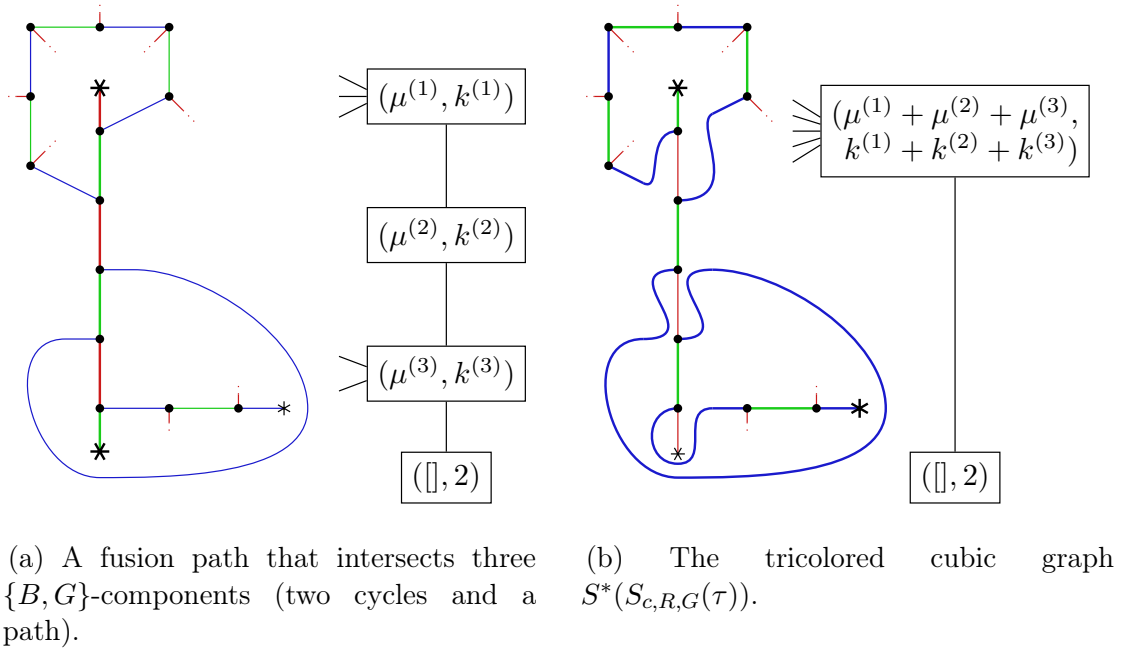 (μ⁽¹⁾, k⁽¹⁾)
(μ⁽²⁾, k⁽²⁾)
(μ⁽³⁾, k⁽³⁾)
([], 2)
(μ⁽¹⁾ + μ⁽²⁾ + μ⁽³⁾,
k⁽¹⁾ + k⁽²⁾ + k⁽³⁾)
([], 2)
(a) A fusion path that intersects three
{B, G}-components (two cycles and a
path).
(b) The tricolored cubic graph
S*(S_{c,R,G}(τ)).